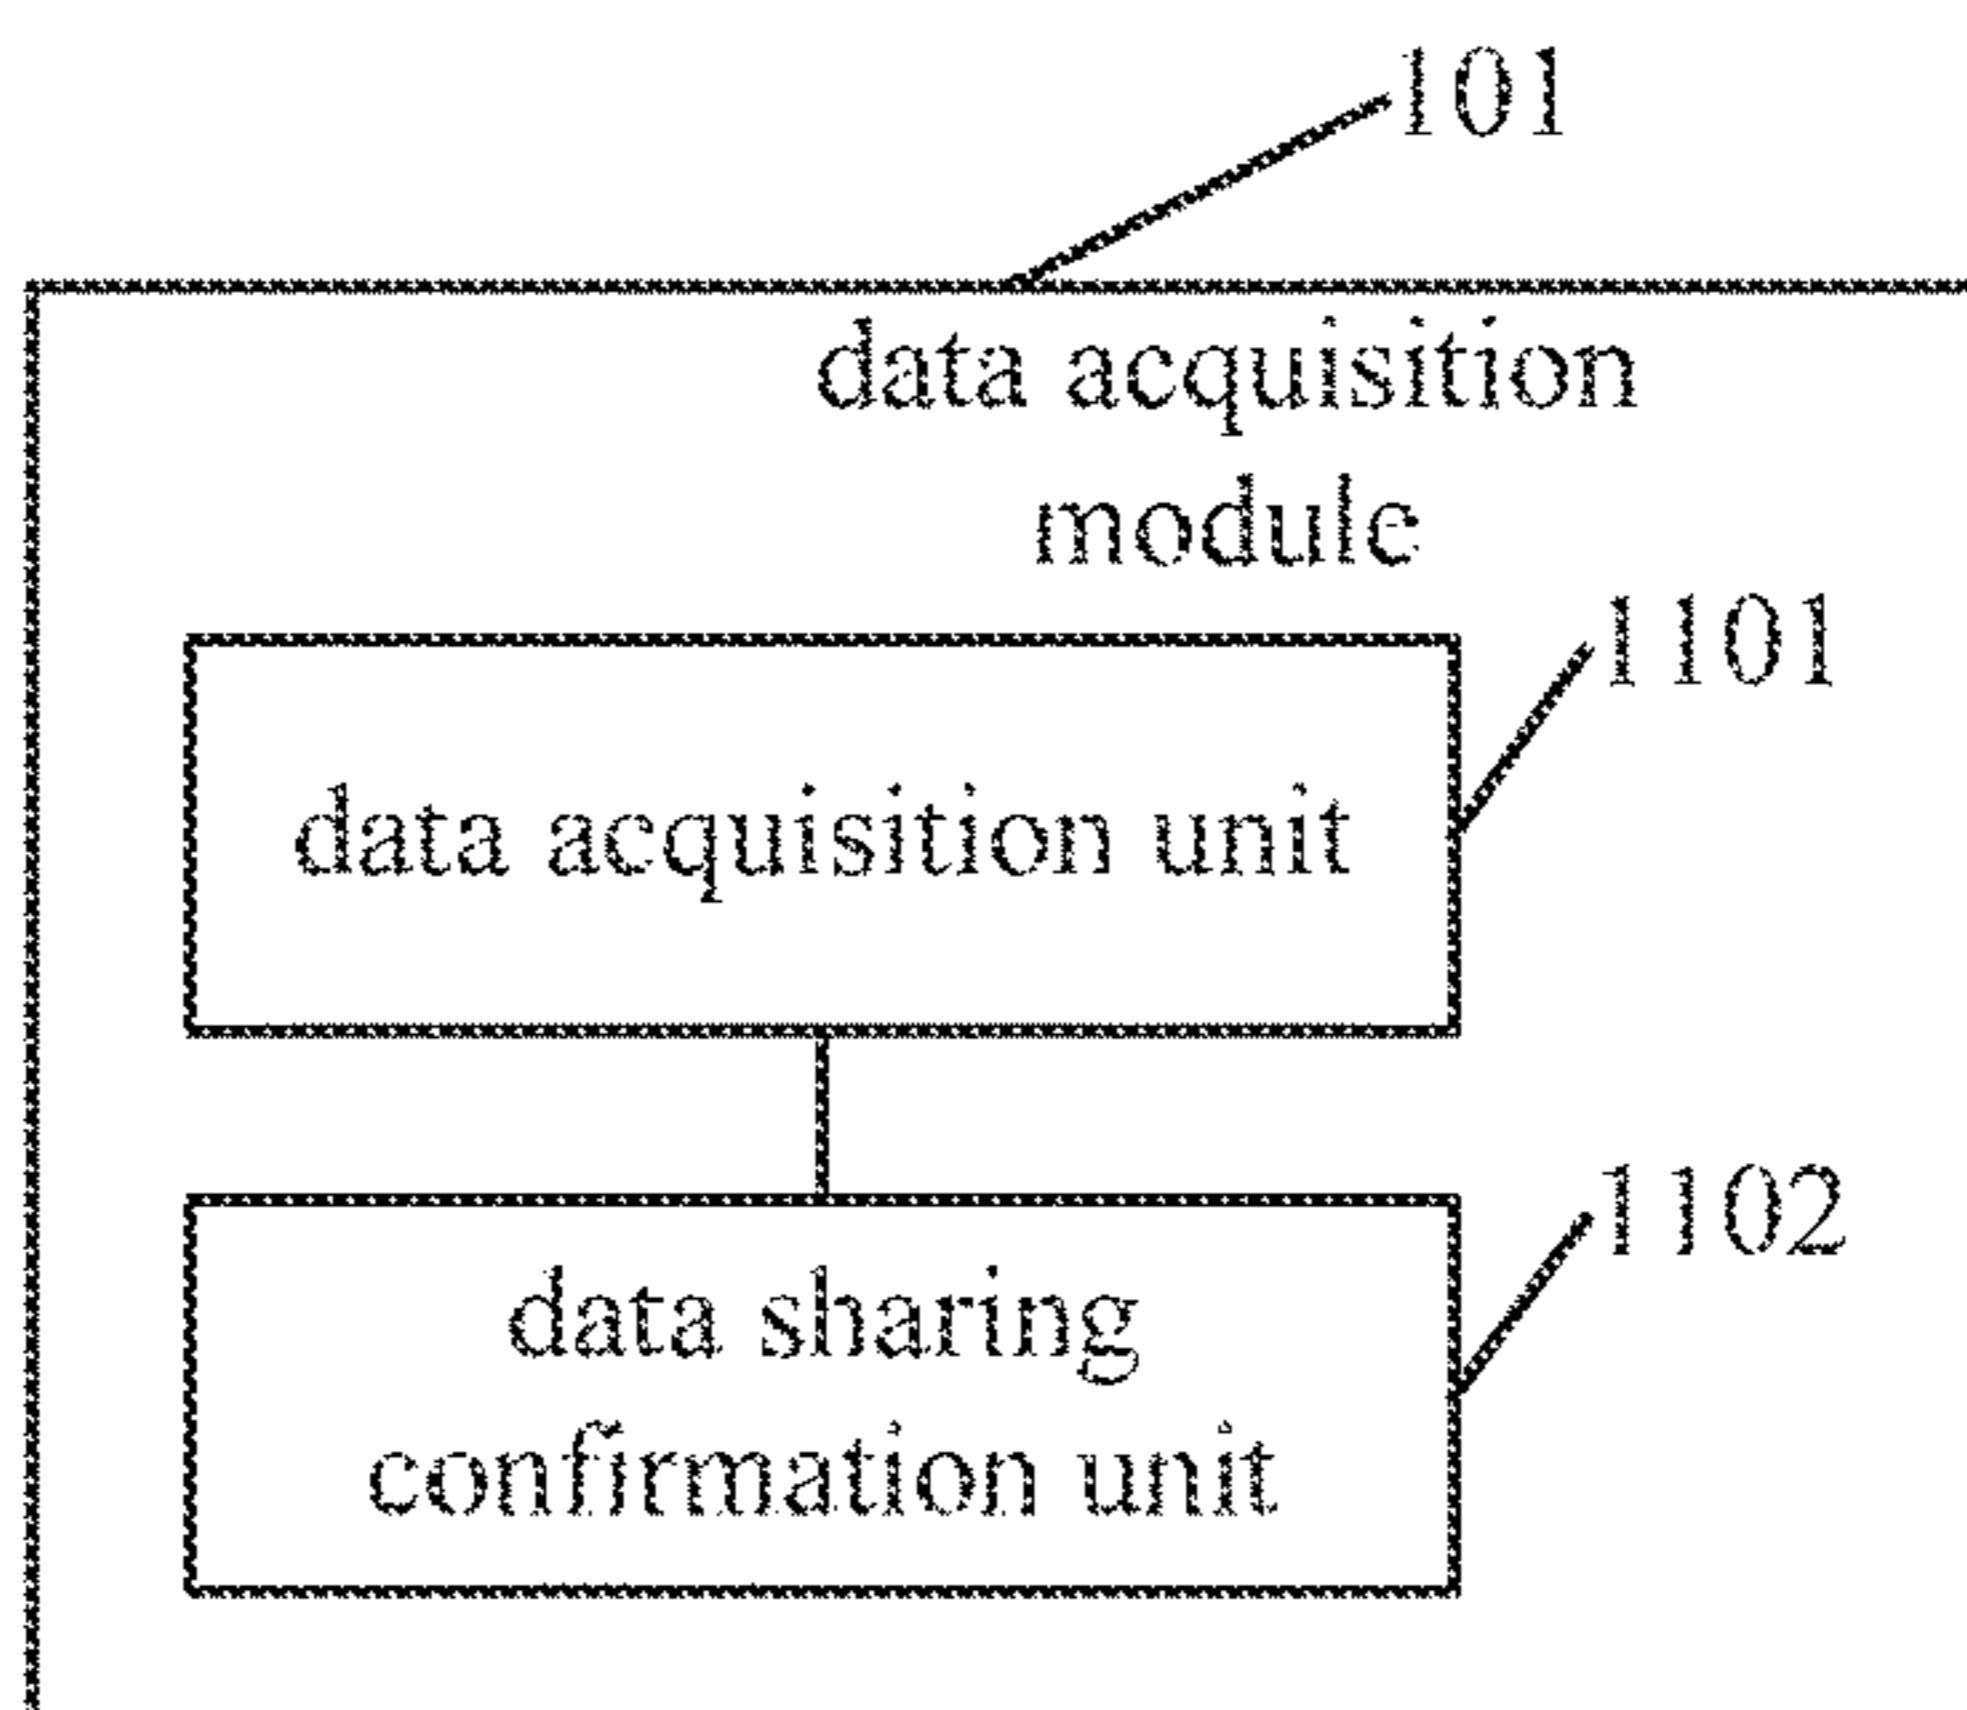 101
data acquisition
module
1101
data acquisition unit
1102
data sharing
confirmation unit